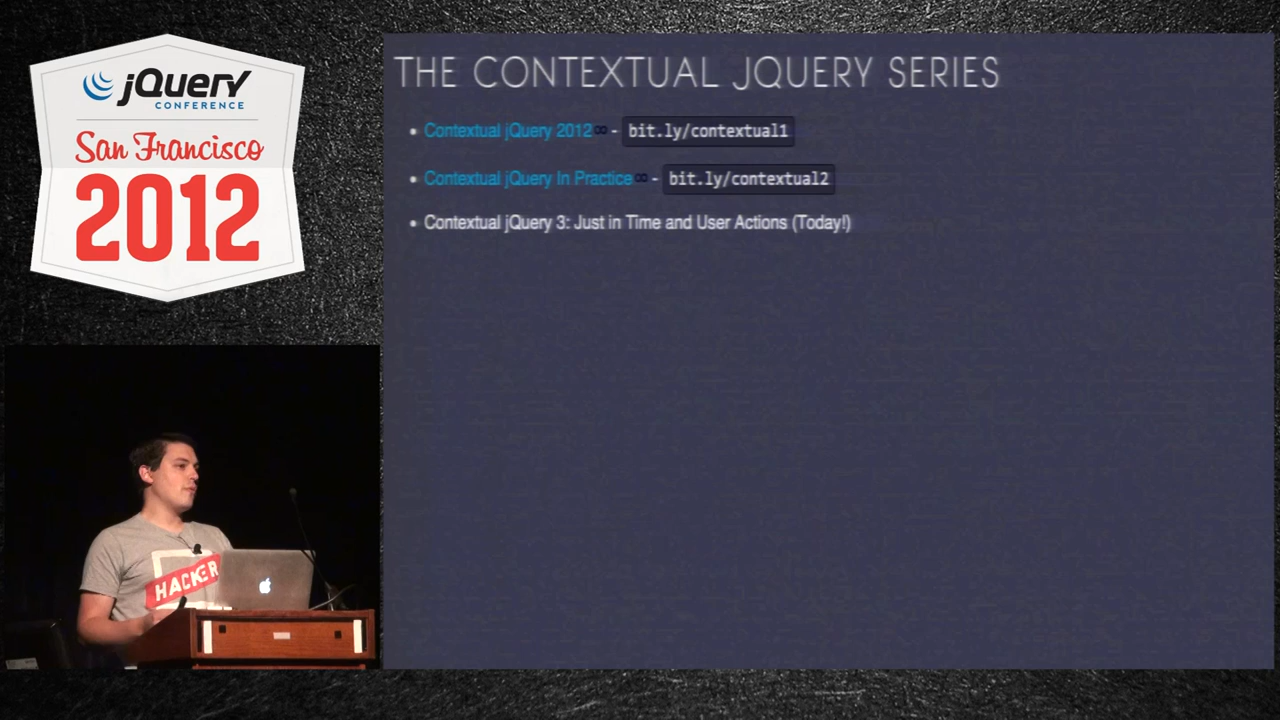 jQuery
CONFERENCE
San Francisco
2012
THE CONTEXTUAL JQUERY SERIES
• Contextual jQuery 2012 - bit.ly/contextual1
• Contextual jQuery In Practice - bit.ly/contextual2
• Contextual jQuery 3: Just in Time and User Actions (Today!)
HACKER